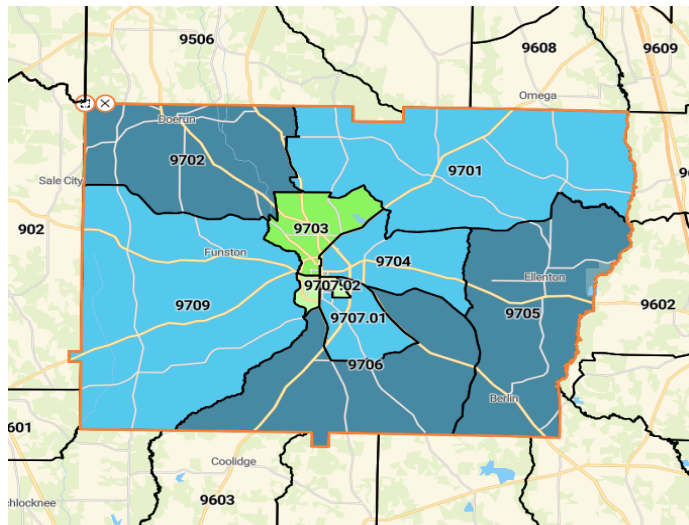 9506
9608
9609
Omega
Doerun
9702
9701
Sale City
902
9703
Funston
9704
Ellenton
9707.02
9709
9707.01
9705
9602
9706
Berlin
601
Coolidge
9603
chlocknee